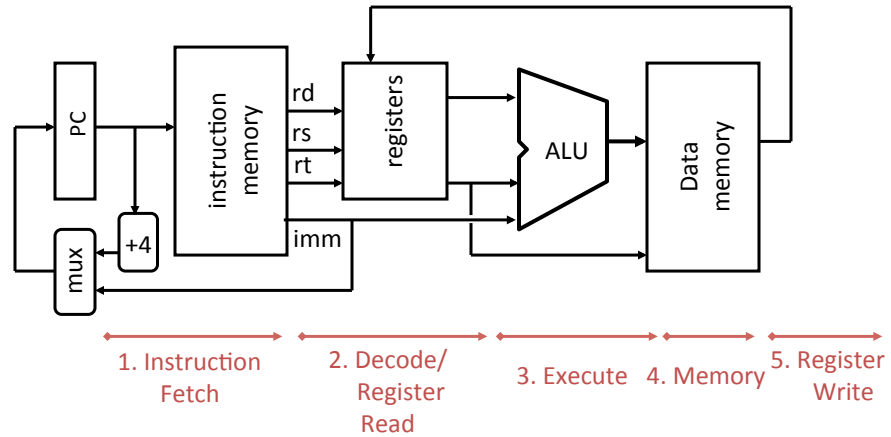 PC
+4
mux
instruction
memory
rd
rs
rt
imm
registers
ALU
Data
memory
1. Instruction
Fetch
2. Decode/
Register
Read
3. Execute
4. Memory
5. Register
Write